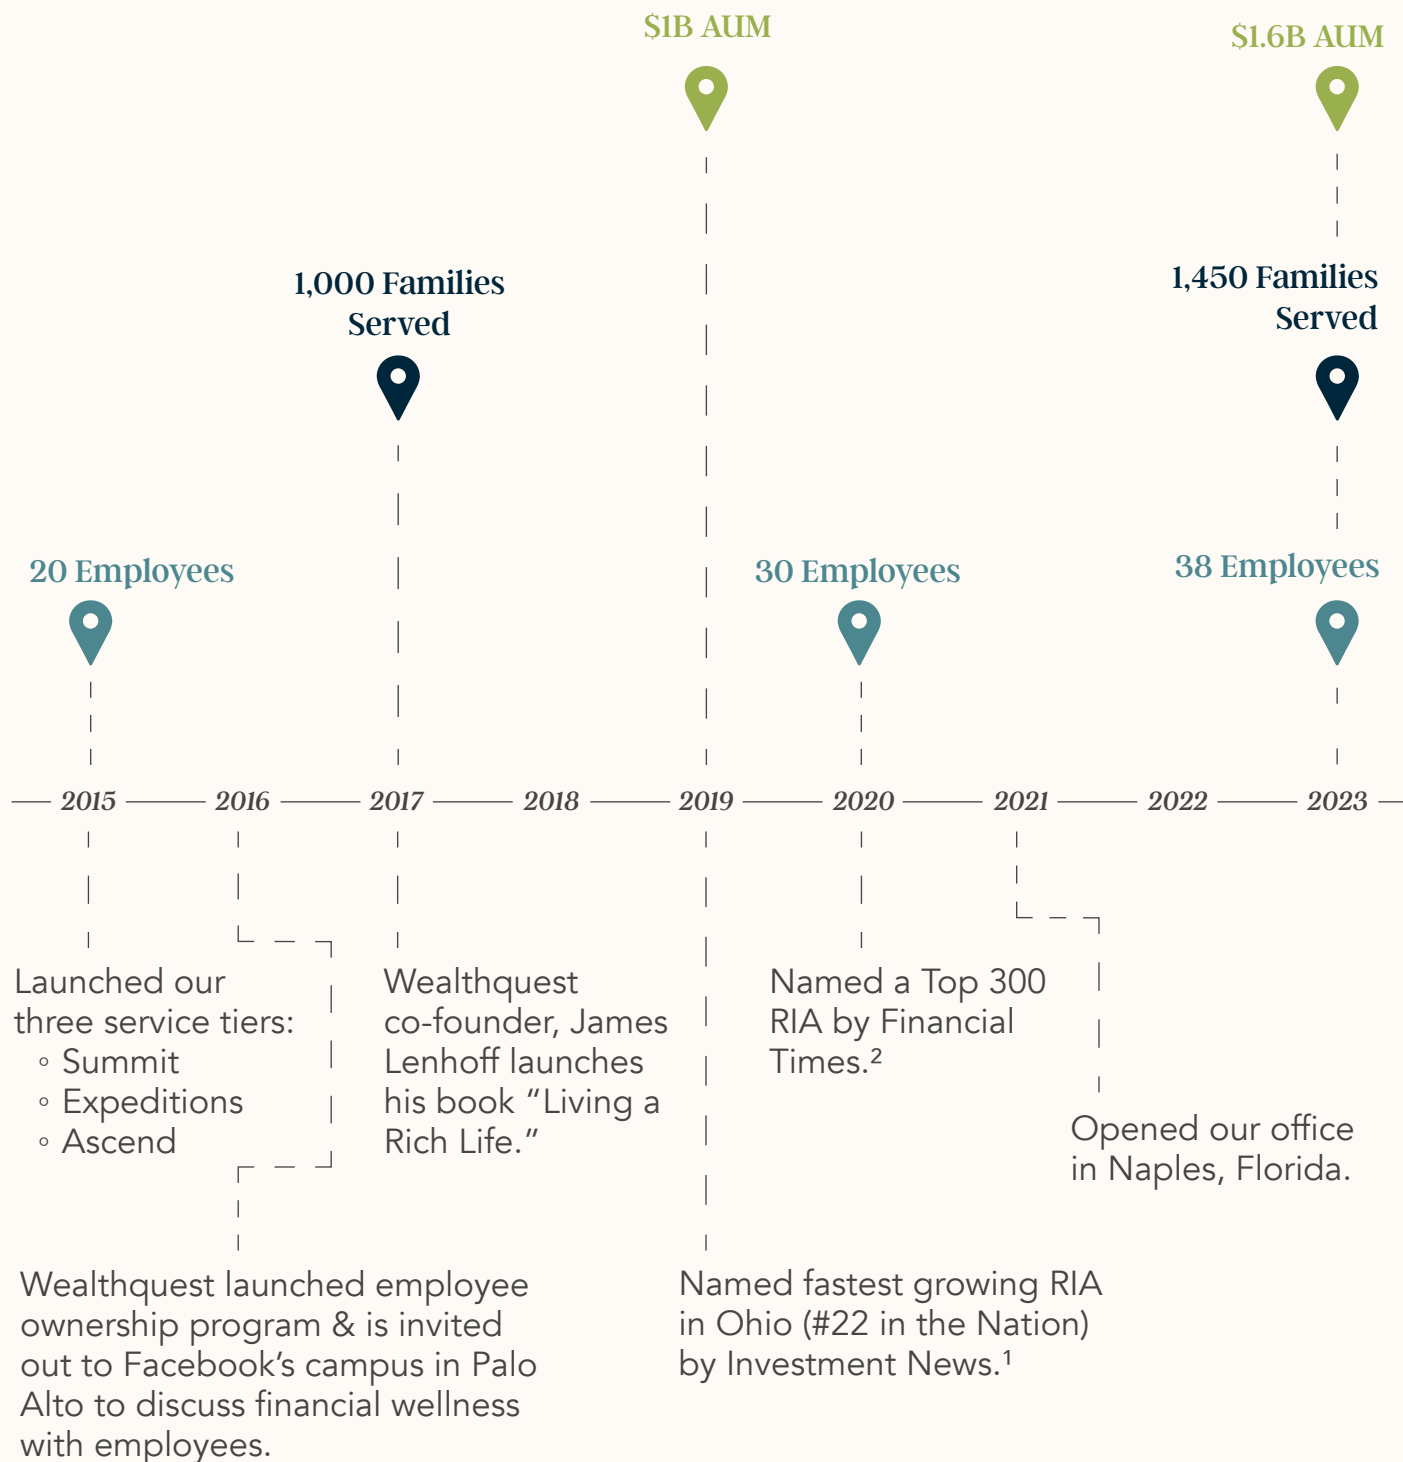 $1B AUM
$1.6B AUM
1,000 Families
Served
1,450 Families
Served
20 Employees
30 Employees
38 Employees
2015
2016
2017
2018
2019
2020
2021
2022
2023
Launched our
three service tiers:
◦ Summit
◦ Expeditions
◦ Ascend
Wealthquest
co-founder, James
Lenhoff launches
his book “Living a
Rich Life.”
Named a Top 300
RIA by Financial
Times.²
Opened our office
in Naples, Florida.
Wealthquest launched employee
ownership program & is invited
out to Facebook’s campus in Palo
Alto to discuss financial wellness
with employees.
Named fastest growing RIA
in Ohio (#22 in the Nation)
by Investment News.¹